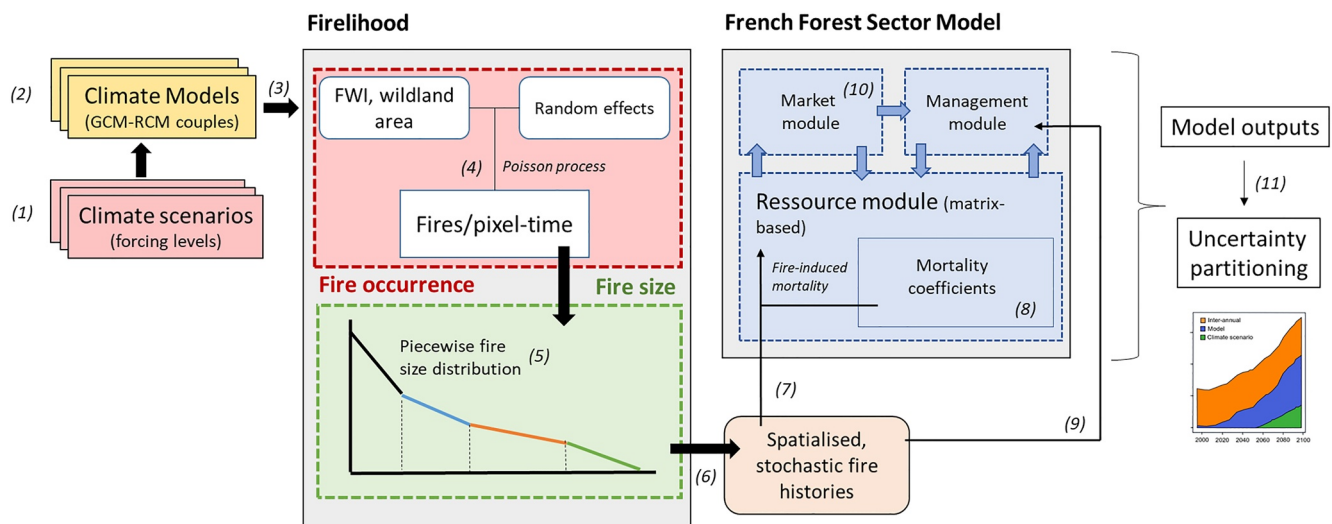 Firelihood
French Forest Sector Model
(2)
Climate Models
(GCM-RCM couples)
(3)
(1)
Climate scenarios
(forcing levels)
FWI, wildland
area
Random effects
(4)
Poisson process
Fires/pixel-time
Fire occurrence
Fire size
Piecewise fire
size distribution
(5)
(6)
Market
module
(10)
Management
module
Ressource module (matrix-
based)
Fire-induced
mortality
Mortality
coefficients
(8)
(7)
Spatialised,
stochastic fire
histories
(9)
Model outputs
(11)
Uncertainty
partitioning
Inter-annual
Model
Climate scenario
2000 2020 2040 2060 2080 2100